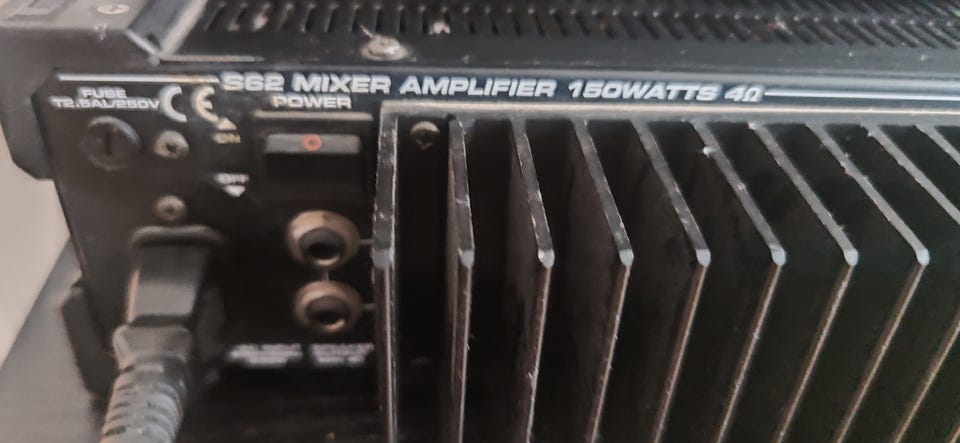 S62 MIXER AMPLIFIER 150WATTS 4Ω
FUSE
T2.5AL/250V
CE
POWER
ON
OFF